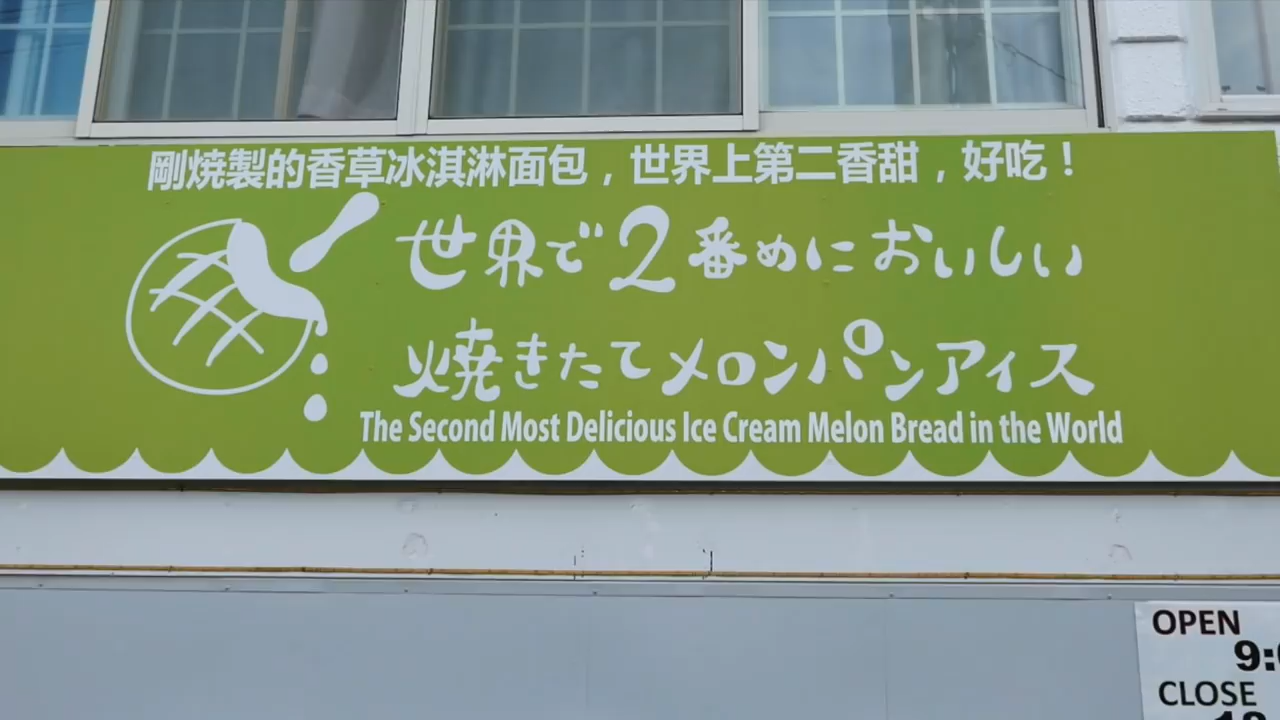 剛燒製的香草冰淇淋面包，世界上第二香甜，好吃！
世界で2番めにおいしい
焼きたてメロンパンアイス
The Second Most Delicious Ice Cream Melon Bread in the World
OPEN
9:
CLOSE